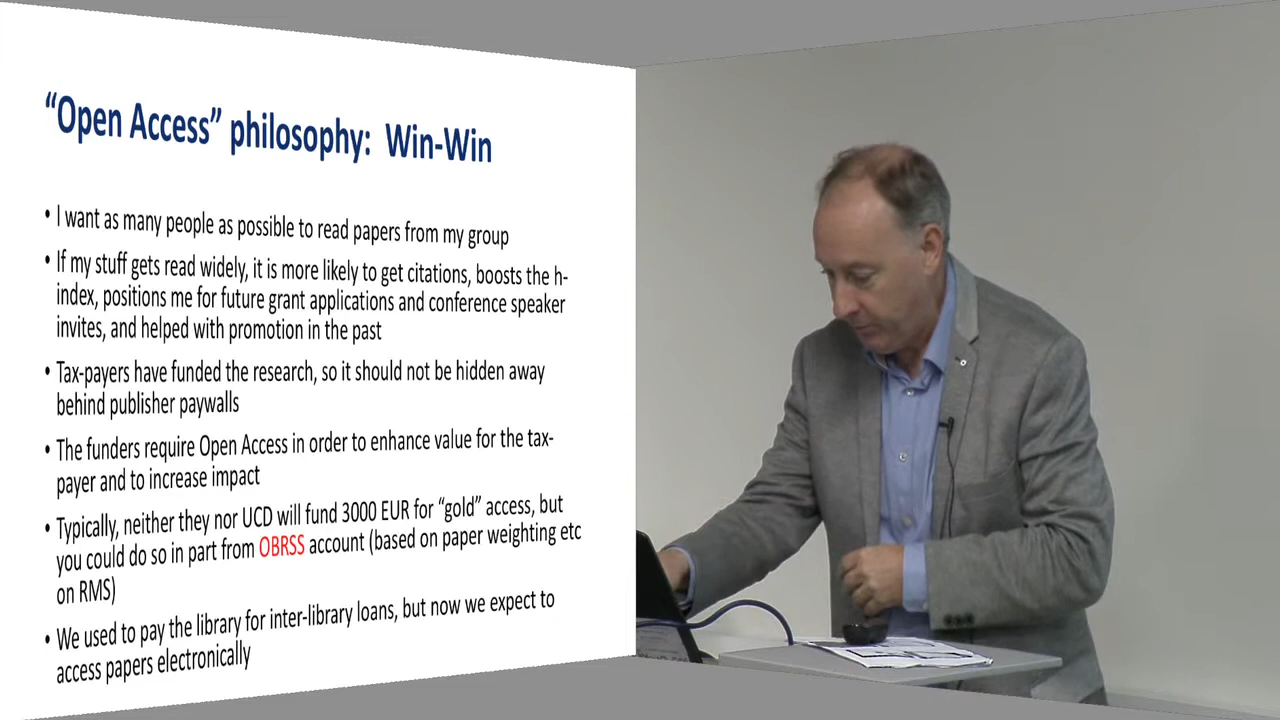 “Open Access” philosophy: Win-Win
• I want as many people as possible to read papers from my group
• If my stuff gets read widely, it is more likely to get citations, boosts the h-
index, positions me for future grant applications and conference speaker
invites, and helped with promotion in the past
• Tax-payers have funded the research, so it should not be hidden away
behind publisher paywalls
• The funders require Open Access in order to enhance value for the tax-
payer and to increase impact
• Typically, neither they nor UCD will fund 3000 EUR for “gold” access, but
you could do so in part from OBRSS account (based on paper weighting etc
on RMS)
• We used to pay the library for inter-library loans, but now we expect to
access papers electronically